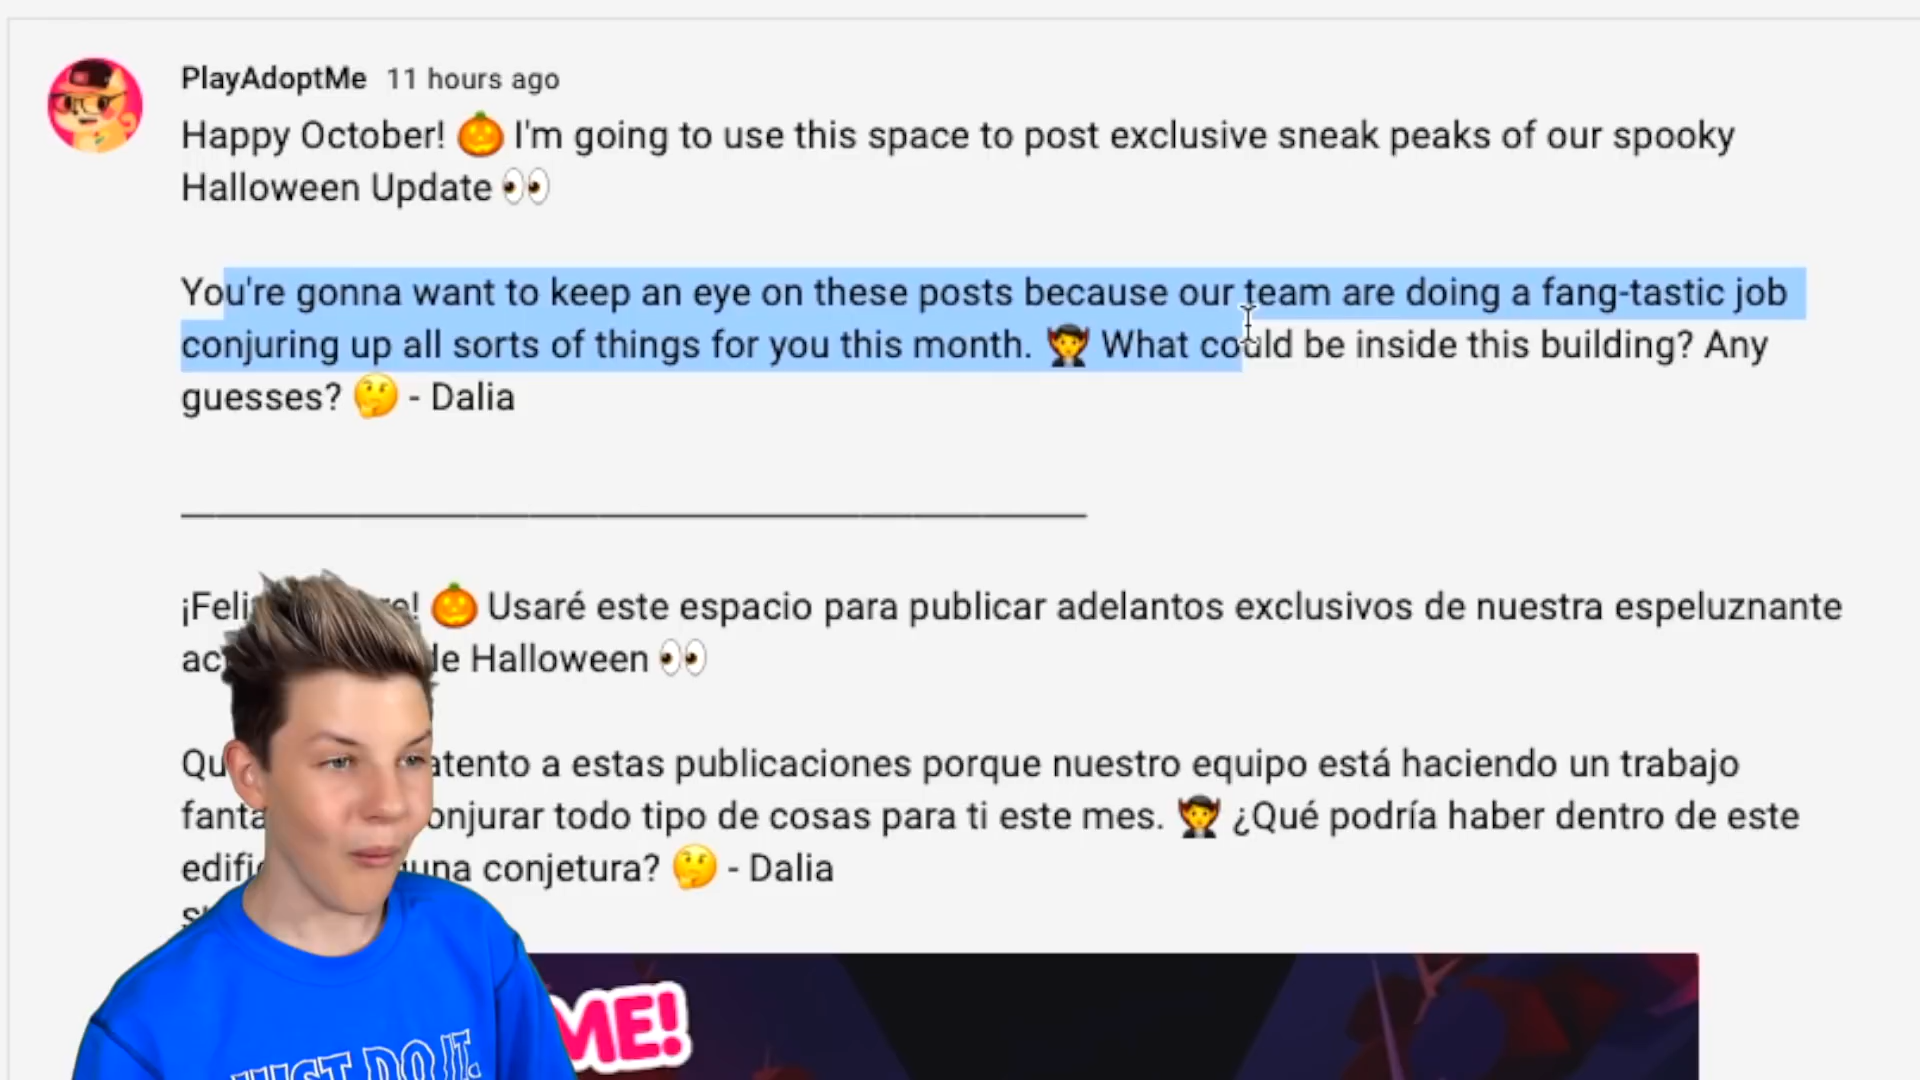 PlayAdoptMe 11 hours ago
Happy October! 🎃 I'm going to use this space to post exclusive sneak peaks of our spooky
Halloween Update 👀
You're gonna want to keep an eye on these posts because our team are doing a fang-tastic job
conjuring up all sorts of things for you this month. 🧛 What could be inside this building? Any
guesses? 🤔 - Dalia
🎃 Usaré este espacio para publicar adelantos exclusivos de nuestra espeluznante
de Halloween 👀
atento a estas publicaciones porque nuestro equipo está haciendo un trabajo
conjurar todo tipo de cosas para ti este mes. 🧛 ¿Qué podría haber dentro de este
conjetura? 🤔 - Dalia
ME!
JUST DO IT.